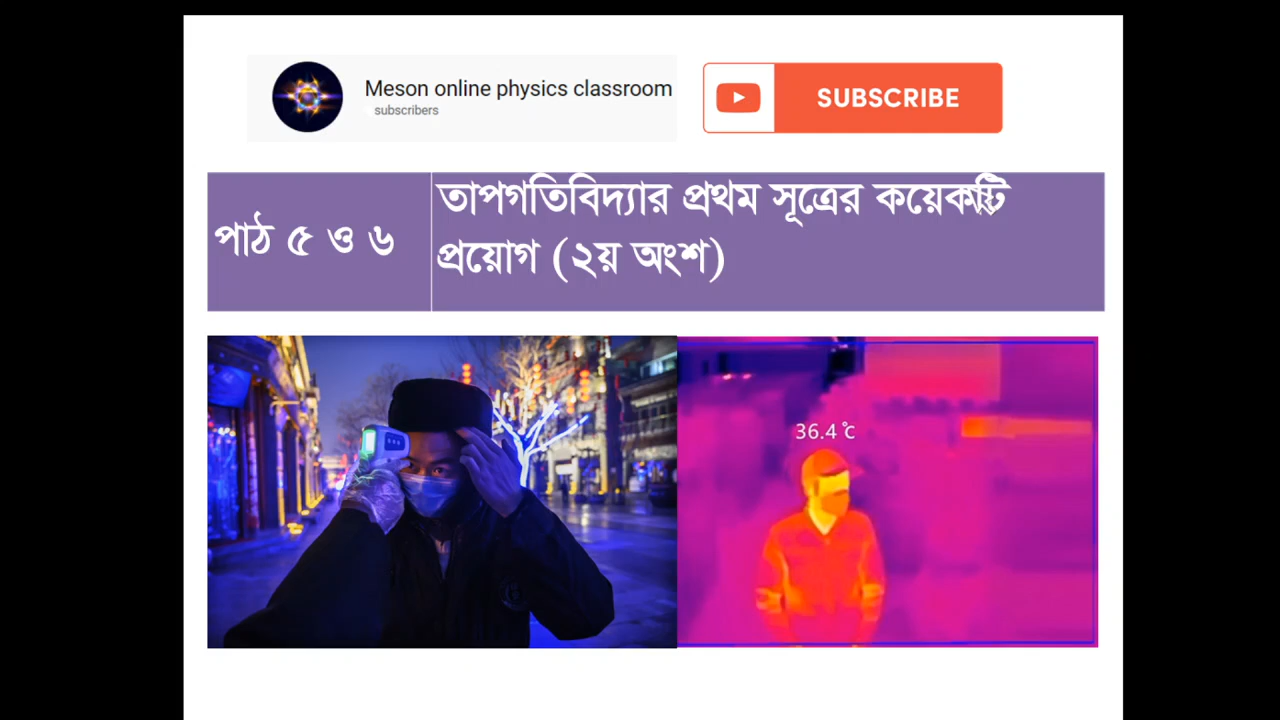 Meson online physics classroom
subscribers
SUBSCRIBE
পাঠ ৫ ও ৬
তাপগতিবিদ্যার প্রথম সূত্রের কয়েকটি
প্রয়োগ (২য় অংশ)
36.4℃